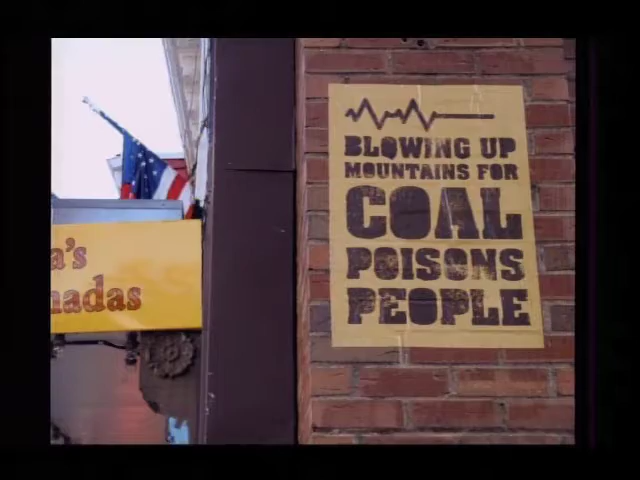 a's
nadas
BLOWING UP
MOUNTAINS FOR
COAL
POISONS
PEOPLE